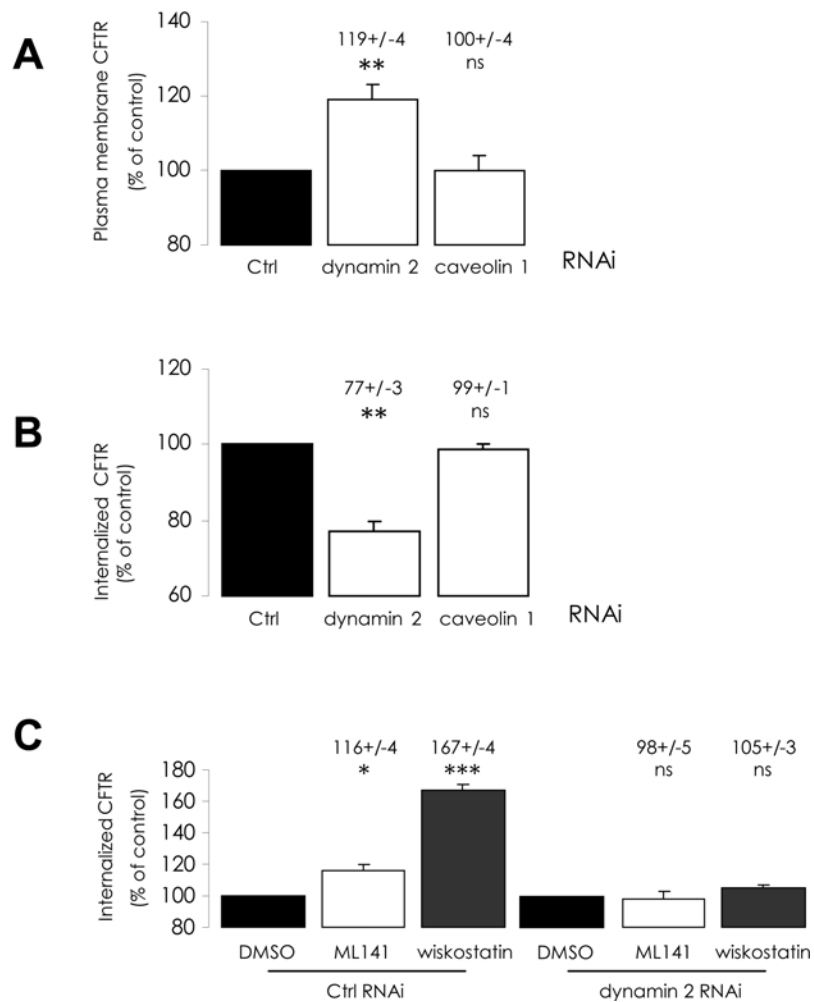 A
Plasma membrane CFTR
(% of control)
140
120
100
80
119+/-4
100+/-4
**
ns
Ctrl
dynamin 2
caveolin 1
RNAi
B
Internalized CFTR
(% of control)
120
100
80
60
77+/-3
99+/-1
**
ns
Ctrl
dynamin 2
caveolin 1
RNAi
C
Internalized CFTR
(% of control)
180
160
140
120
100
80
116+/-4
167+/-4
98+/-5
105+/-3
*
***
ns
ns
DMSO
ML141
wiskostatin
DMSO
ML141
wiskostatin
Ctrl RNAi
dynamin 2 RNAi